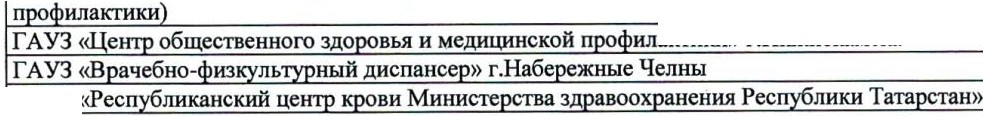 профилактики)
ГАУЗ «Центр общественного здоровья и медицинской
ГАУЗ «Врачебно-физкультурный диспансер» г.Набережные Челны
«Республиканский центр крови Министерства здравоохранения Республики Татарстан»